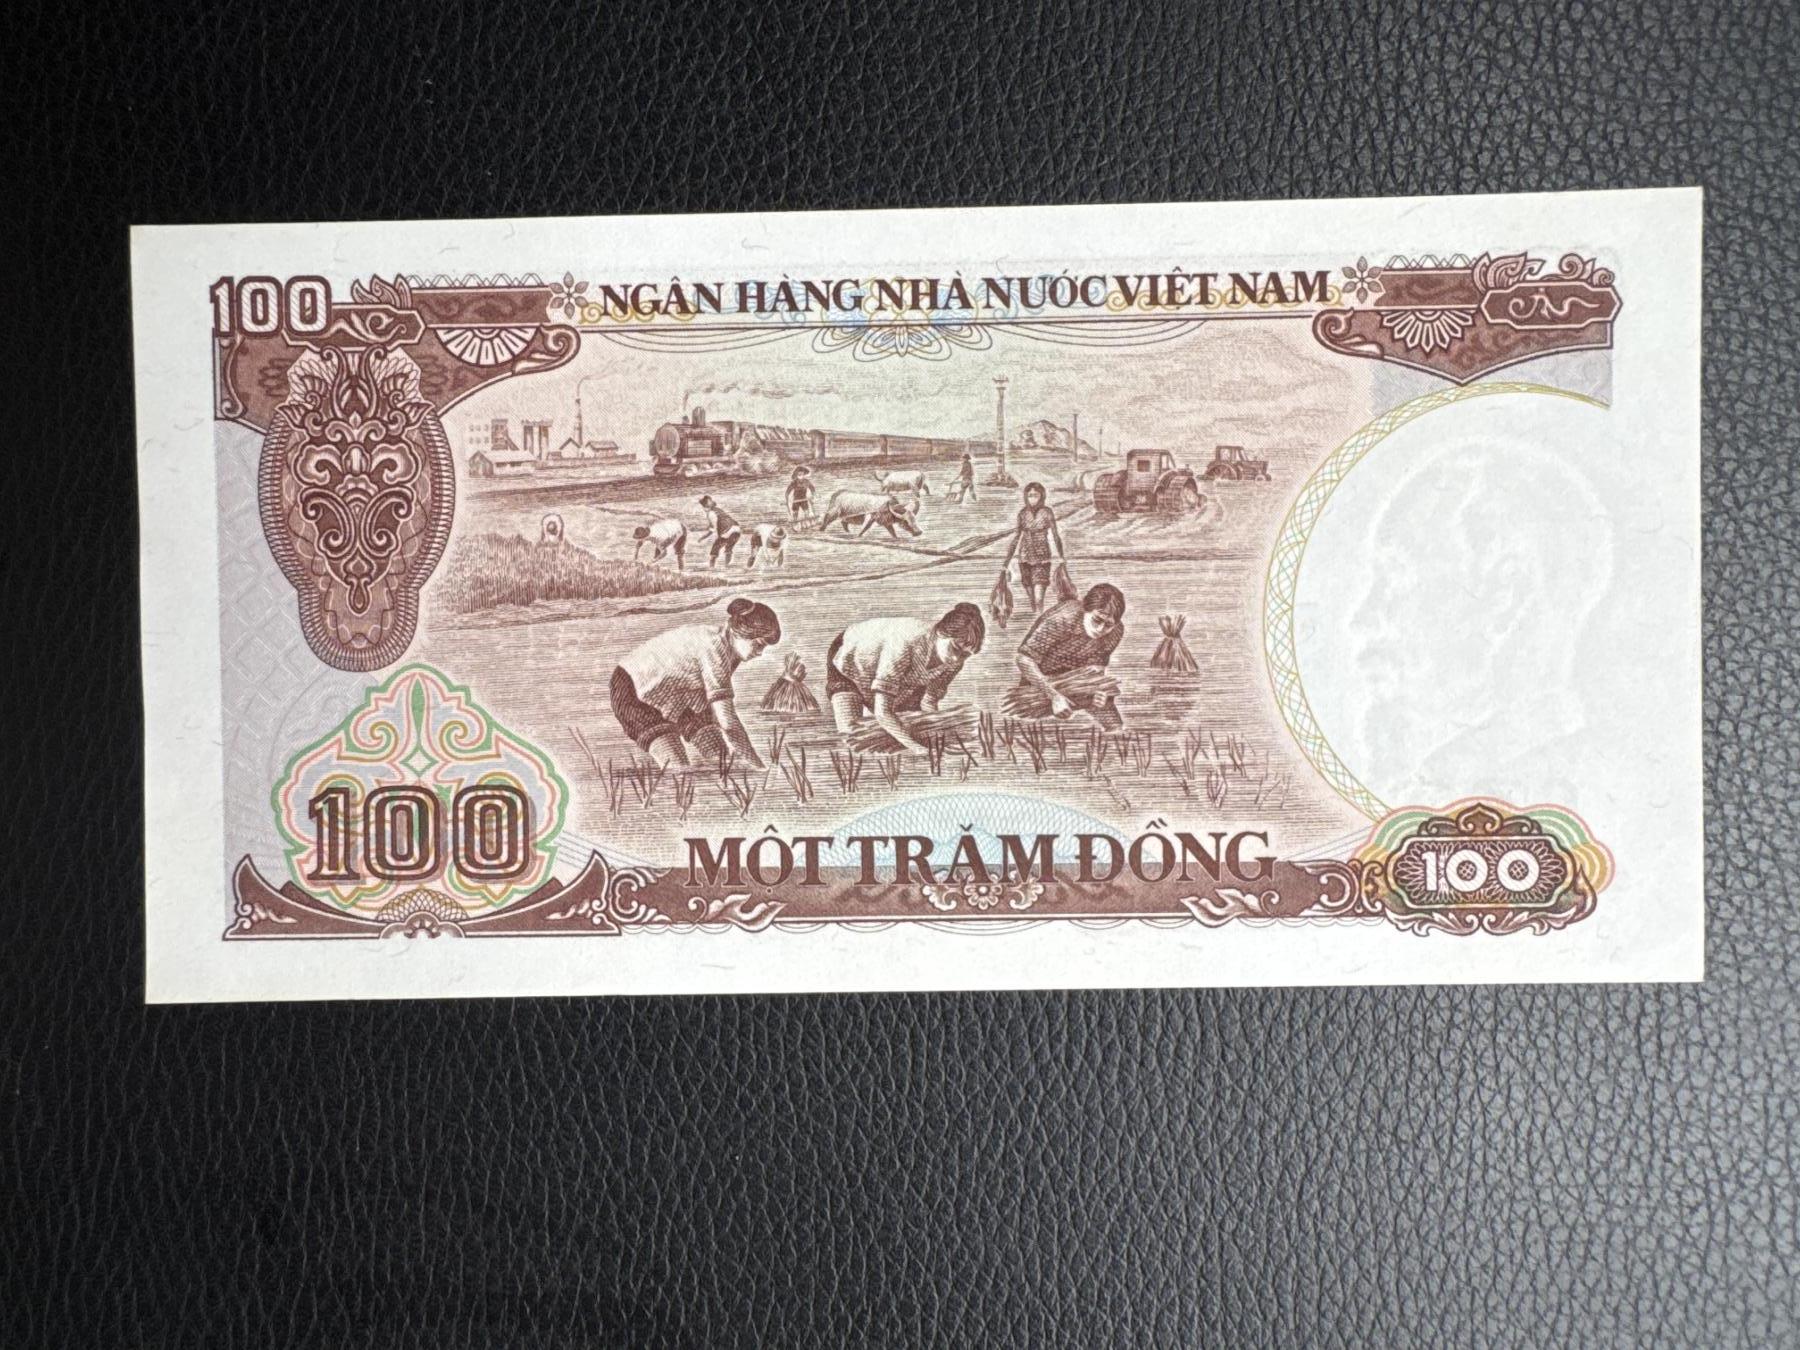 100
NGÂN HÀNG NHÀ NƯỚC VIỆT NAM
100
MỘT TRĂM ĐỒNG
100